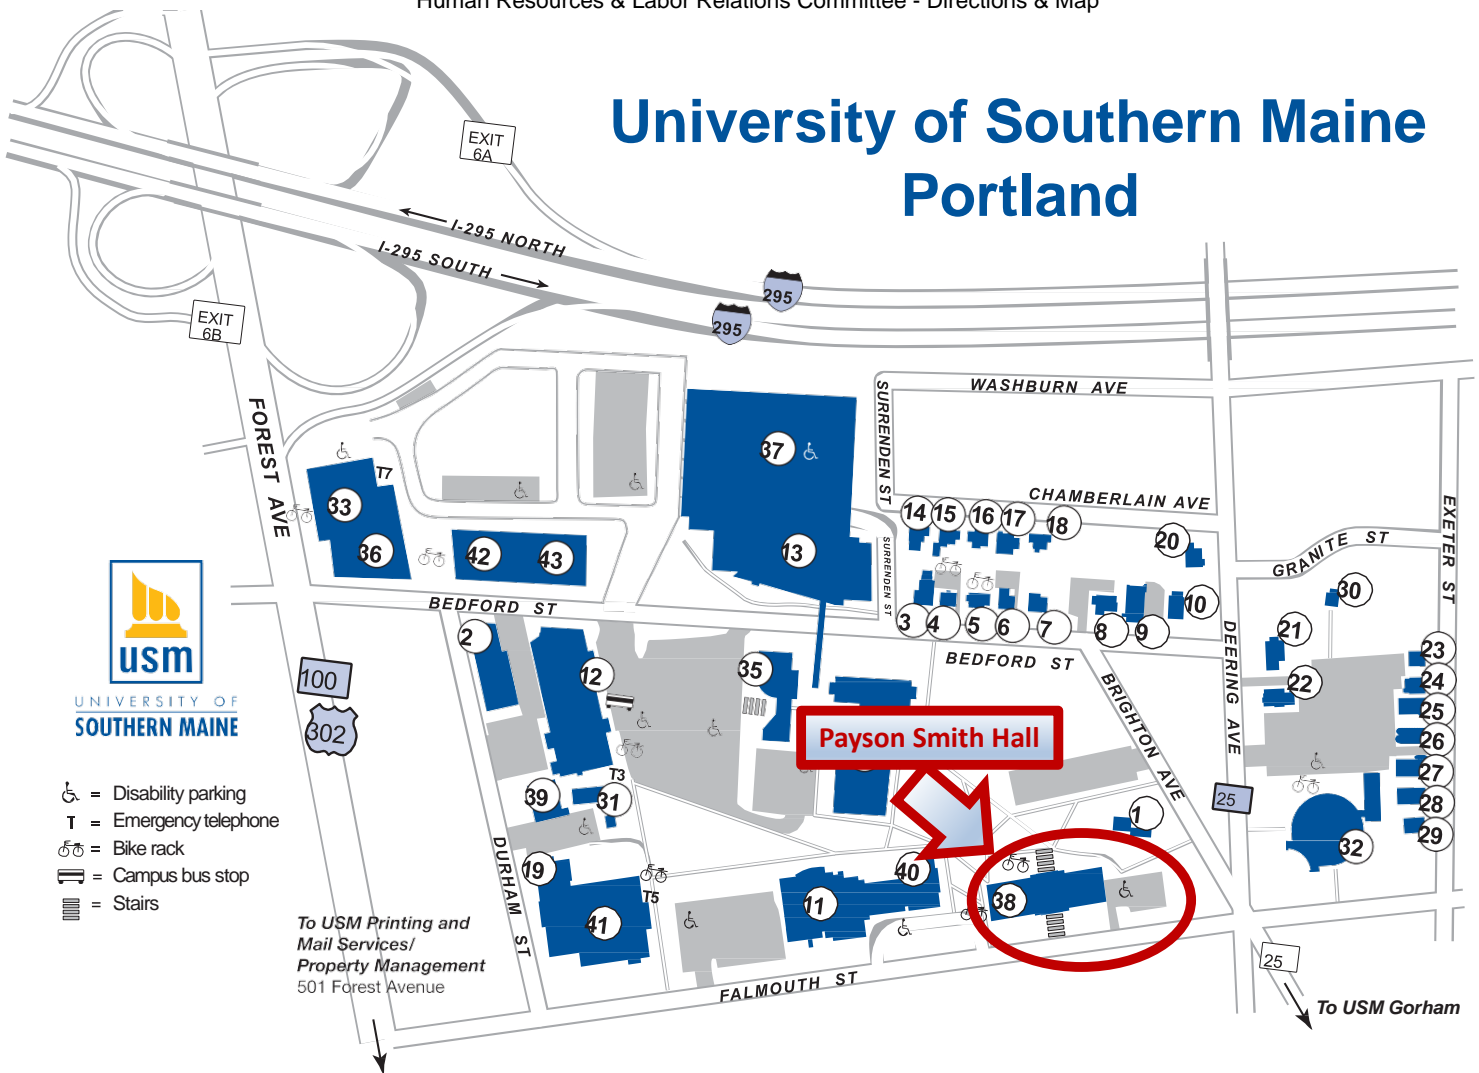 Human Resources & Labor Relations Committee - Directions & Map
University of Southern Maine
Portland
EXIT
6A
I-295 NORTH
I-295 SOUTH
295
295
EXIT
6B
FOREST AVE
WASHBURN AVE
SURRENDEN ST
CHAMBERLAIN AVE
EXETER ST
GRANITE ST
SURRENDEN ST
37
T7
33
36
42
43
13
14
15
16
17
18
20
BEDFORD ST
3
4
5
6
7
8
9
10
30
21
22
23
24
25
26
27
28
29
32
BEDFORD ST
DEERING AVE
BRIGHTON AVE
2
12
35
usm
UNIVERSITY OF
SOUTHERN MAINE
100
302
Payson Smith Hall
25
T3
39
31
1
= Disability parking
T = Emergency telephone
= Bike rack
= Campus bus stop
= Stairs
DURHAM ST
19
T5
41
11
40
38
To USM Printing and
Mail Services/
Property Management
501 Forest Avenue
FALMOUTH ST
25
To USM Gorham